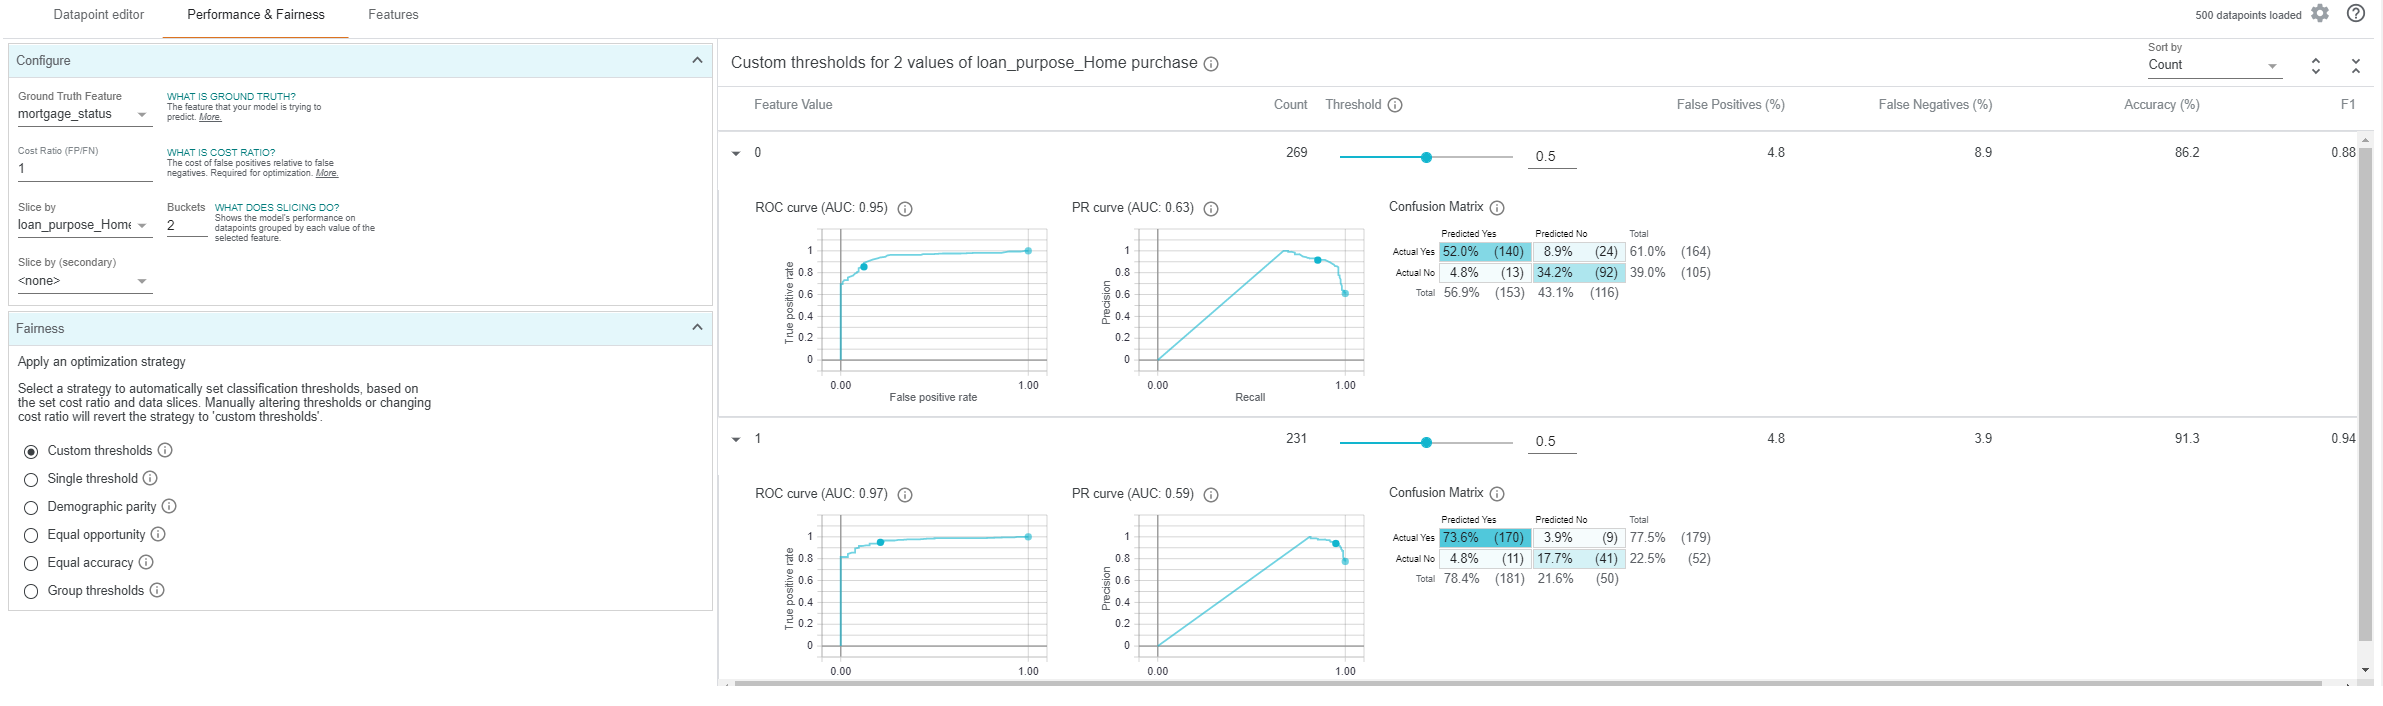 Datapoint editor Performance & Fairness Features 500 datapoints loaded
Configure
Ground Truth Feature
mortgage_status
WHAT IS GROUND TRUTH?
The feature that your model is trying to
predict. More.
Cost Ratio (FP/FN)
1
WHAT IS COST RATIO?
The cost of false positives relative to false
negatives. Required for optimization. More.
Slice by
loan_purpose_Home
Buckets
2
WHAT DOES SLICING DO?
Shows the model's performance on
datapoints grouped by each value of the
selected feature.
Slice by (secondary)
<none>
Fairness
Apply an optimization strategy
Select a strategy to automatically set classification thresholds, based on
the set cost ratio and data slices. Manually altering thresholds or changing
cost ratio will revert the strategy to 'custom thresholds'.
Custom thresholds
Single threshold
Demographic parity
Equal opportunity
Equal accuracy
Group thresholds
Custom thresholds for 2 values of loan_purpose_Home purchase
Sort by
Count
Feature Value Count Threshold False Positives (%) False Negatives (%) Accuracy (%) F1
0 269 0.5 4.8 8.9 86.2 0.88
ROC curve (AUC: 0.95)
True positive rate
1
0.8
0.6
0.4
0.2
0
0.00 1.00
False positive rate
PR curve (AUC: 0.63)
Precision
1
0.8
0.6
0.4
0.2
0
0.00 1.00
Recall
Confusion Matrix
Predicted Yes Predicted No Total
Actual Yes 52.0% (140) 8.9% (24) 61.0% (164)
Actual No 4.8% (13) 34.2% (92) 39.0% (105)
Total 56.9% (153) 43.1% (116)
1 231 0.5 4.8 3.9 91.3 0.94
ROC curve (AUC: 0.97)
True positive rate
1
0.8
0.6
0.4
0.2
0
0.00 1.00
PR curve (AUC: 0.59)
Precision
1
0.8
0.6
0.4
0.2
0
0.00 1.00
Confusion Matrix
Predicted Yes Predicted No Total
Actual Yes 73.6% (170) 3.9% (9) 77.5% (179)
Actual No 4.8% (11) 17.7% (41) 22.5% (52)
Total 78.4% (181) 21.6% (50)